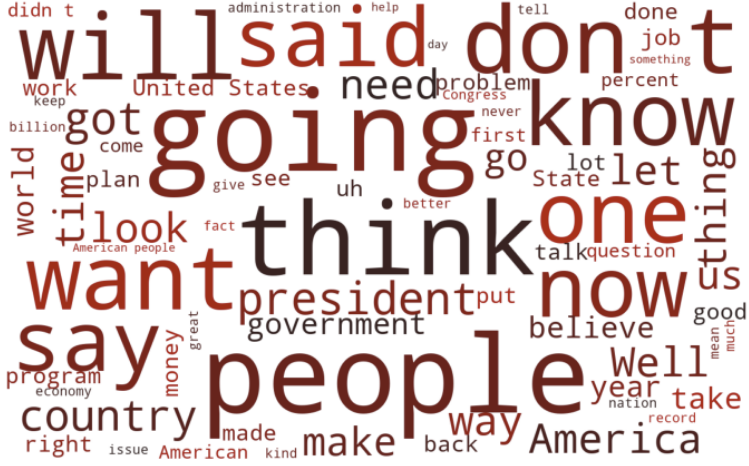 didn t
administration
help
will
said
don t
tell
done
job
day
something
work
United States
need
problem
percent
keep
Congress
know
billion
got
going
never
first
come
go
lot
let
world
time
plan
give
see
uh
State
thing
look
fact
better
think
one
American people
talk
question
us
want
president
put
now
good
government
believe
say
great
money
people
Well
mean
much
program
year
take
economy
nation
country
way
record
right
issue
American
made
kind
make
back
America